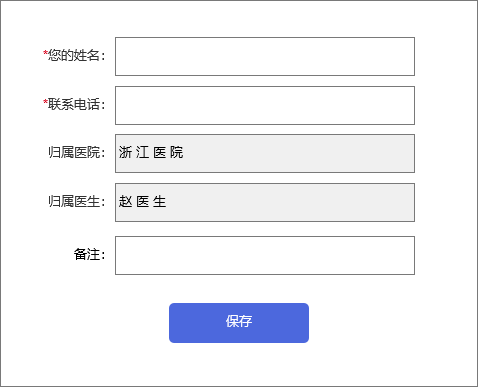 *您的姓名：
*联系电话：
归属医院： 浙江医院
归属医生： 赵医生
备注：
保存